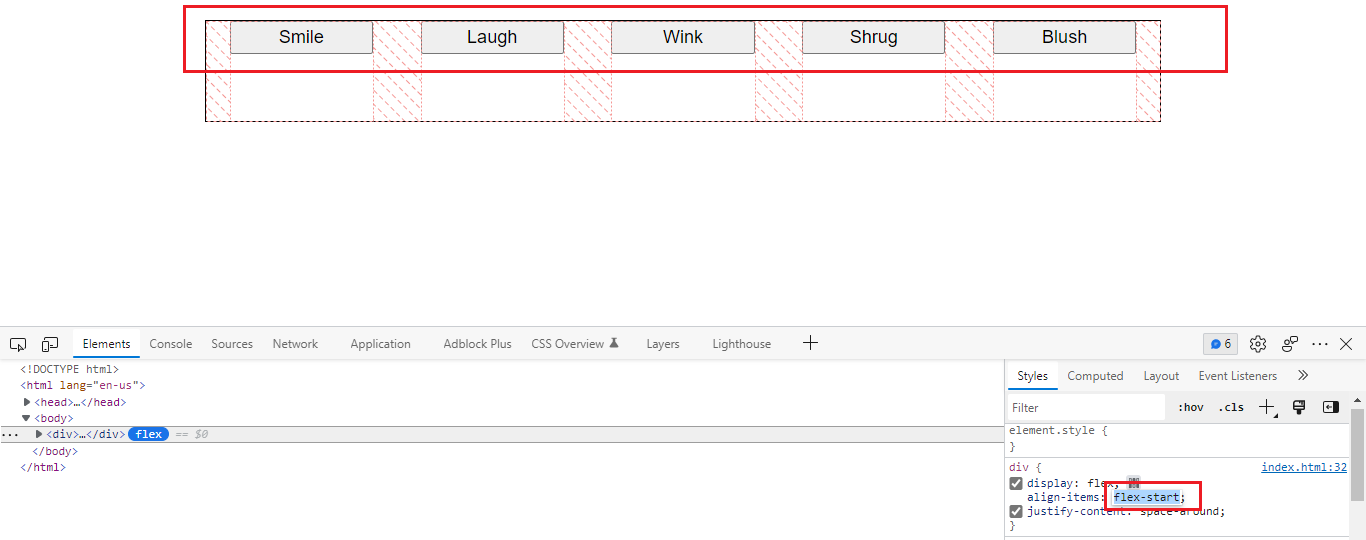 Smile Laugh Wink Shrug Blush
Elements Console Sources Network Application Adblock Plus CSS Overview Layers Lighthouse 6
<!DOCTYPE html>
<html lang="en-us">
<head>…</head>
<body>
<div>…</div> flex == $0
</body>
</html>
Styles Computed Layout Event Listeners
Filter :hov .cls
element.style {
}
div { index.html:32
display: flex;
align-items: flex-start;
justify-content: space-around;
}